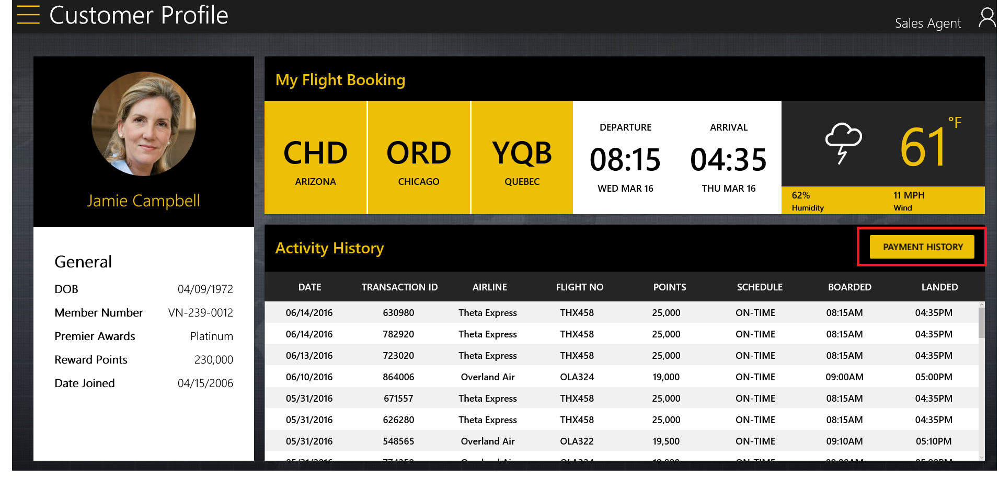 Customer Profile
Sales Agent
Jamie Campbell
General
DOB 04/09/1972
Member Number VN-239-0012
Premier Awards Platinum
Reward Points 230,000
Date Joined 04/15/2006
My Flight Booking
CHD
ARIZONA
ORD
CHICAGO
YQB
QUEBEC
DEPARTURE
08:15
WED MAR 16
ARRIVAL
04:35
THU MAR 16
61 °F
62%
Humidity
11 MPH
Wind
Activity History
PAYMENT HISTORY
DATE TRANSACTION ID AIRLINE FLIGHT NO POINTS SCHEDULE BOARDED LANDED
06/14/2016 630980 Theta Express THX458 25,000 ON-TIME 08:15AM 04:35PM
06/14/2016 782920 Theta Express THX458 25,000 ON-TIME 08:15AM 04:35PM
06/13/2016 723020 Theta Express THX458 25,000 ON-TIME 08:15AM 04:35PM
06/10/2016 864006 Overland Air OLA324 19,000 ON-TIME 09:00AM 05:00PM
05/31/2016 671557 Theta Express THX458 25,000 ON-TIME 08:15AM 04:35PM
05/31/2016 626280 Theta Express THX458 25,000 ON-TIME 08:15AM 04:35PM
05/31/2016 548565 Overland Air OLA322 19,500 ON-TIME 09:10AM 05:10PM